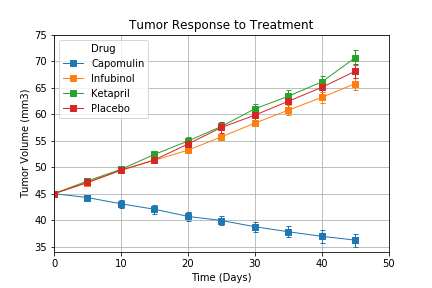 Tumor Response to Treatment
75
70
65
60
55
50
45
40
35
Tumor Volume (mm3)
Drug
Capomulin
Infubinol
Ketapril
Placebo
0 10 20 30 40 50
Time (Days)